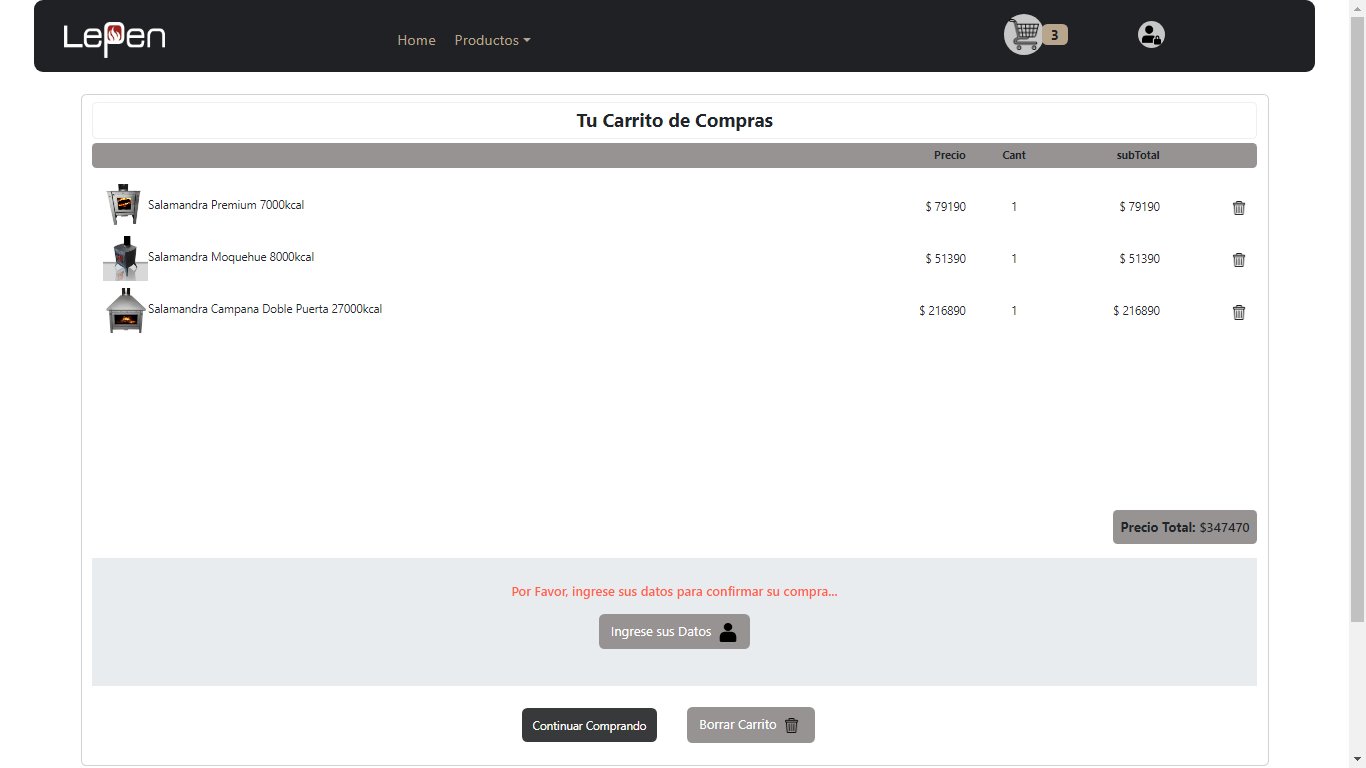 LePen
Home Productos 3
Tu Carrito de Compras
Precio Cant subTotal
Salamandra Premium 7000kcal $ 79190 1 $ 79190
Salamandra Moquehue 8000kcal $ 51390 1 $ 51390
Salamandra Campana Doble Puerta 27000kcal $ 216890 1 $ 216890
Precio Total: $347470
Por Favor, ingrese sus datos para confirmar su compra...
Ingrese sus Datos
Continuar Comprando Borrar Carrito